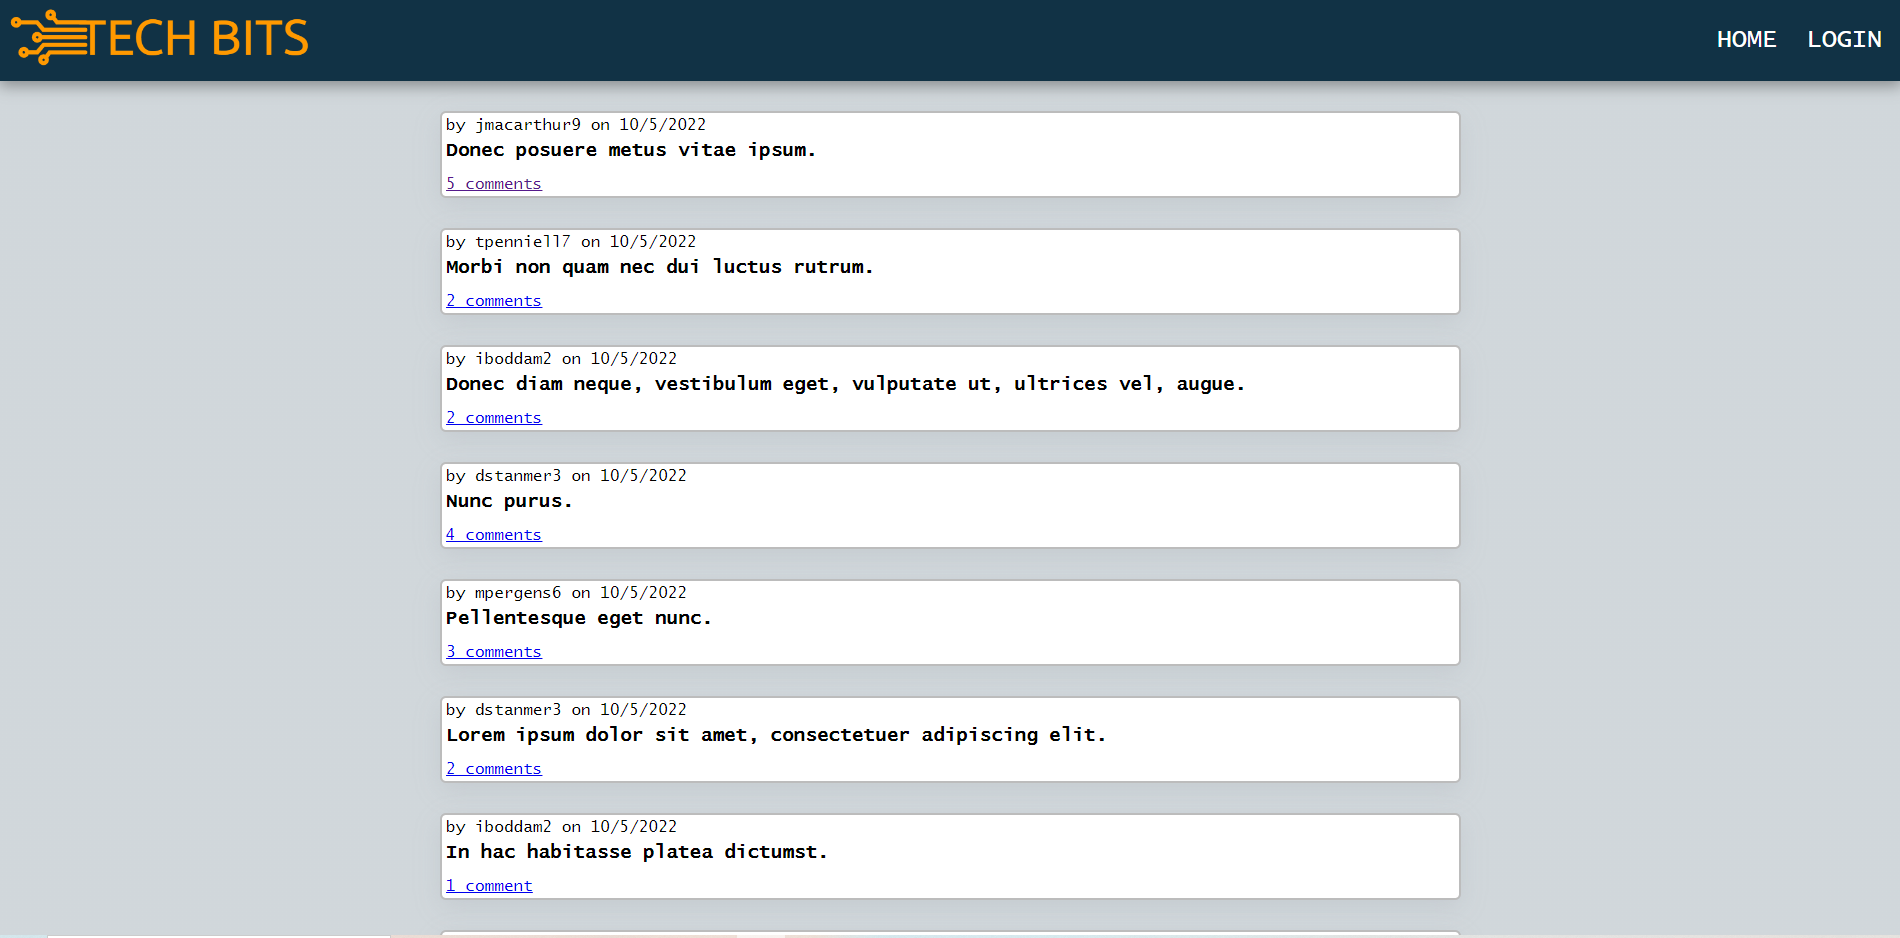 TECH BITS
HOME LOGIN
by jmacarthur9 on 10/5/2022
Donec posuere metus vitae ipsum.
5 comments
by tpenniell7 on 10/5/2022
Morbi non quam nec dui luctus rutrum.
2 comments
by iboddam2 on 10/5/2022
Donec diam neque, vestibulum eget, vulputate ut, ultrices vel, augue.
2 comments
by dstanmer3 on 10/5/2022
Nunc purus.
4 comments
by mpergens6 on 10/5/2022
Pellentesque eget nunc.
3 comments
by dstanmer3 on 10/5/2022
Lorem ipsum dolor sit amet, consectetuer adipiscing elit.
2 comments
by iboddam2 on 10/5/2022
In hac habitasse platea dictumst.
1 comment